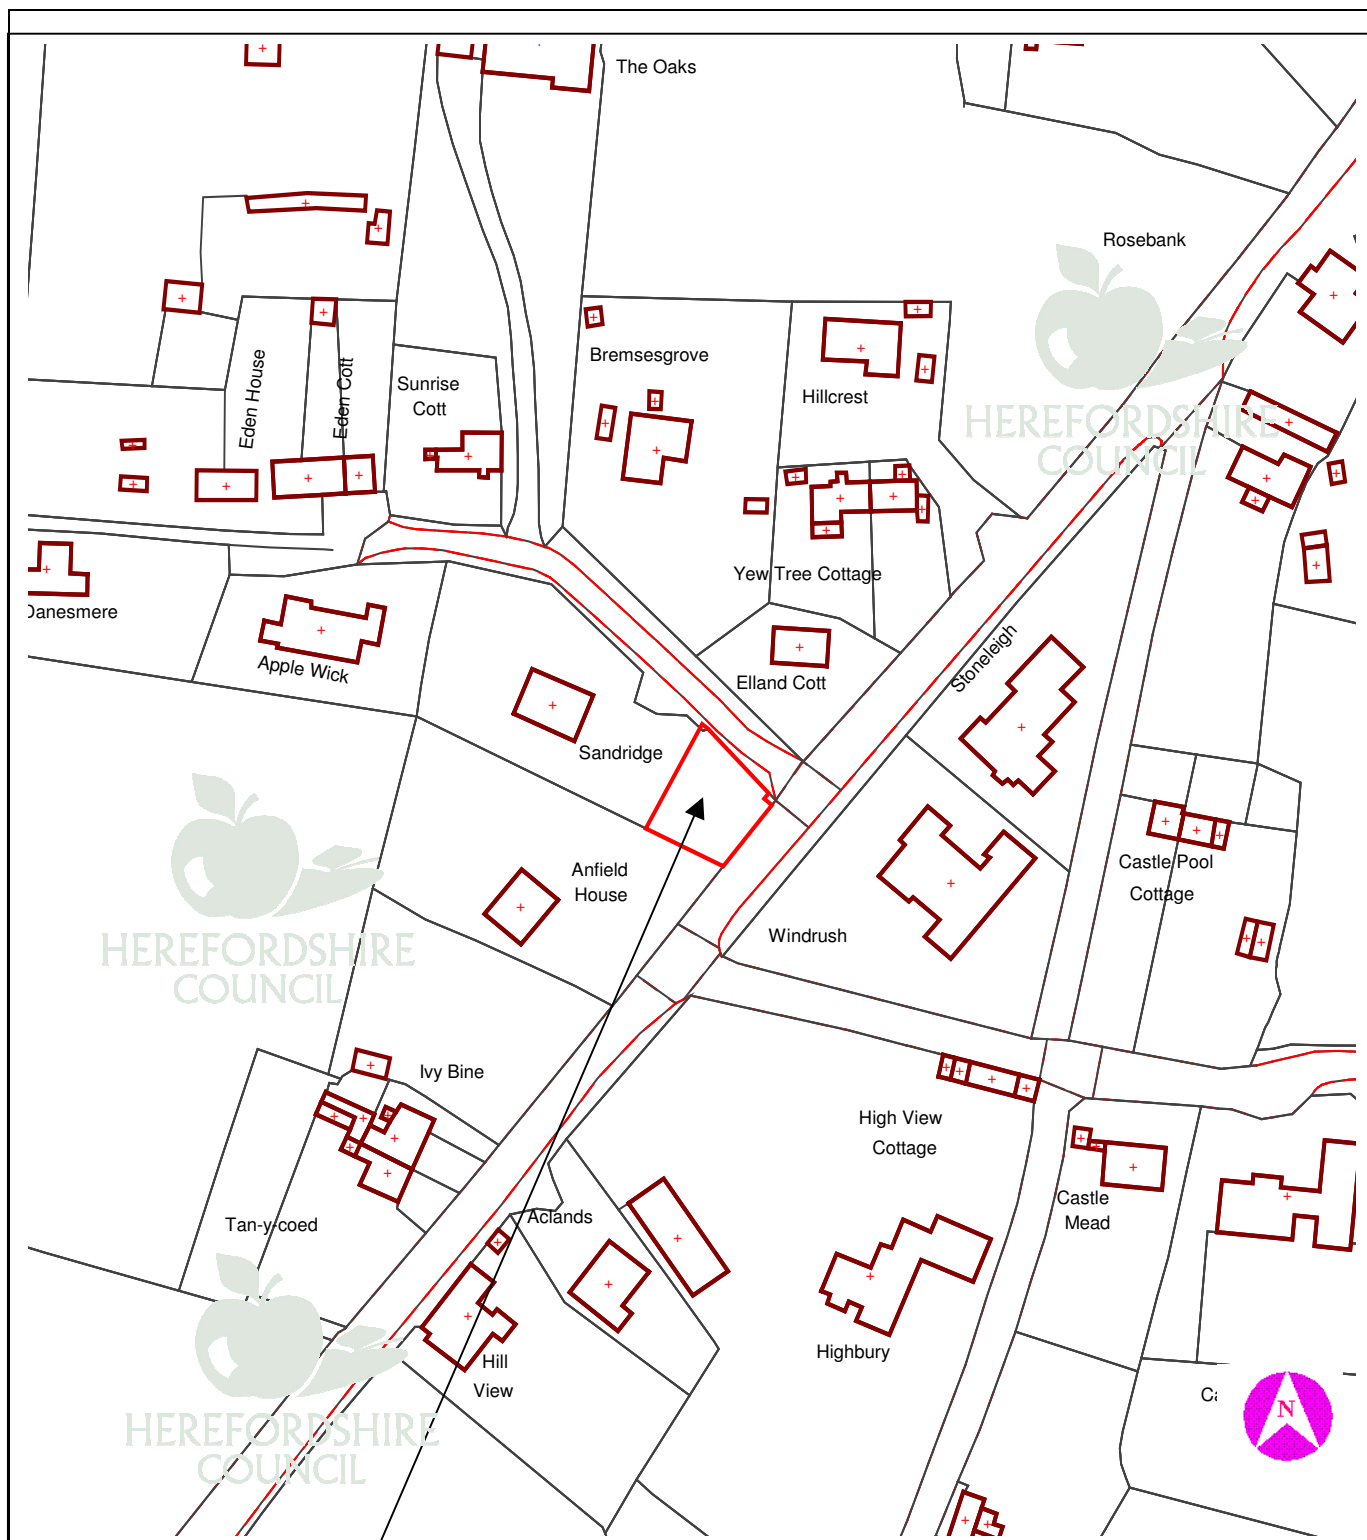 The Oaks
Rosebank
HEREFORDSHIRE
COUNCIL
Bremsesgrove
Eden House
Eden Cott
Sunrise
Cott
Hillcrest
Yew Tree Cottage
Danesmere
Apple Wick
Elland Cott
Stoneleigh
Sandridge
Anfield
House
HEREFORDSHIRE
COUNCIL
Windrush
Castle Pool
Cottage
Ivy Bine
High View
Cottage
Tan-y-coed
Aclands
Castle
Mead
Highbury
Hill
View
HEREFORDSHIRE
COUNCIL
N